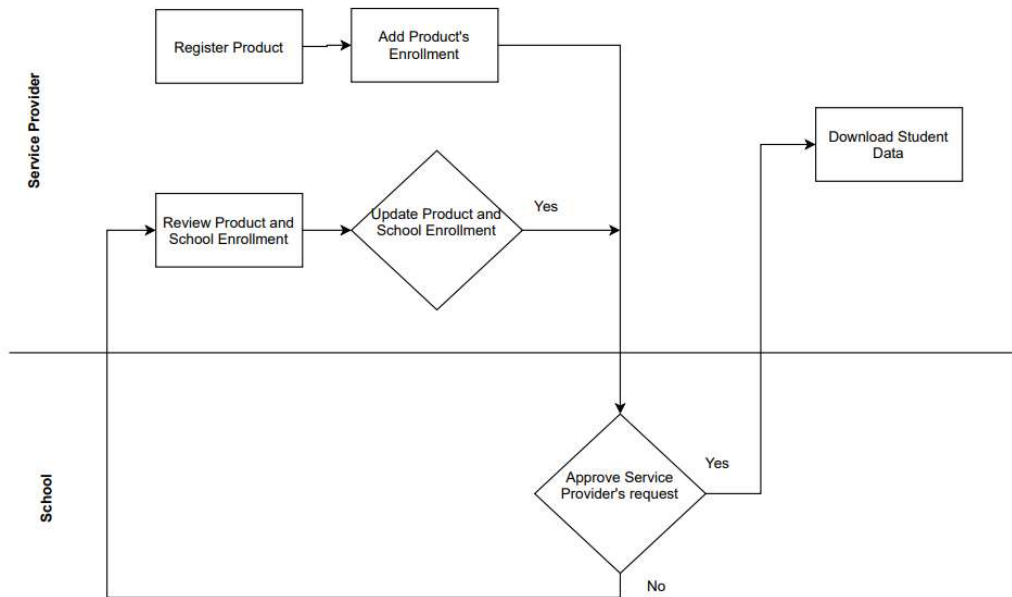 Service Provider
Register Product
Add Product's
Enrollment
Download Student
Data
Review Product and
School Enrollment
Update Product and
School Enrollment
Yes
School
Approve Service
Provider's request
Yes
No